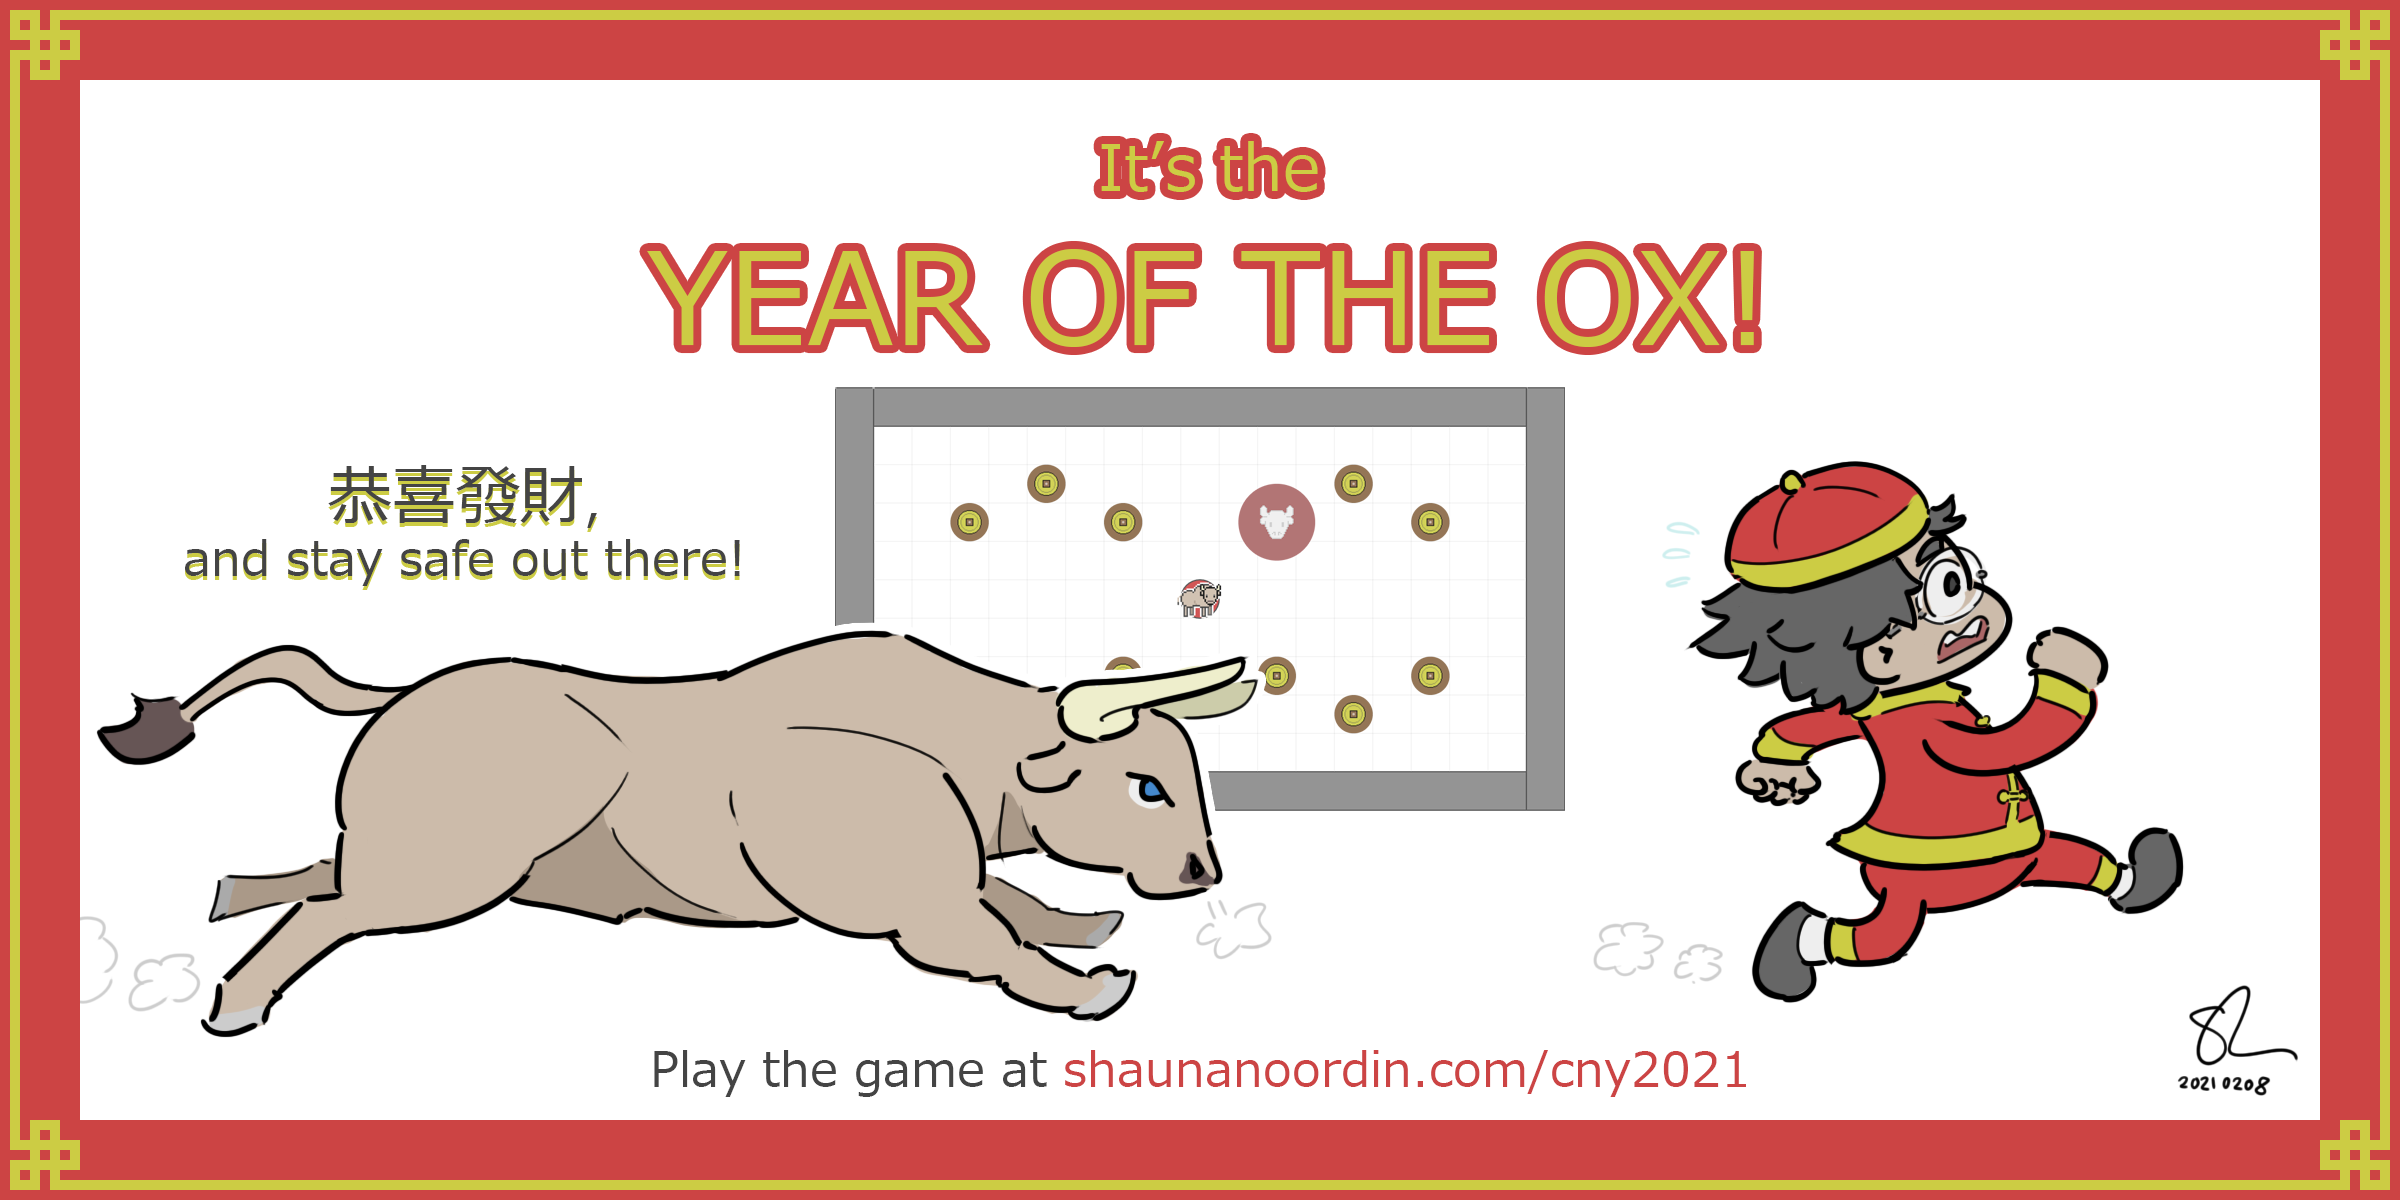 It’s the
YEAR OF THE OX!
恭喜發財,
and stay safe out there!
Play the game at shaunanoordin.com/cny2021
20210208